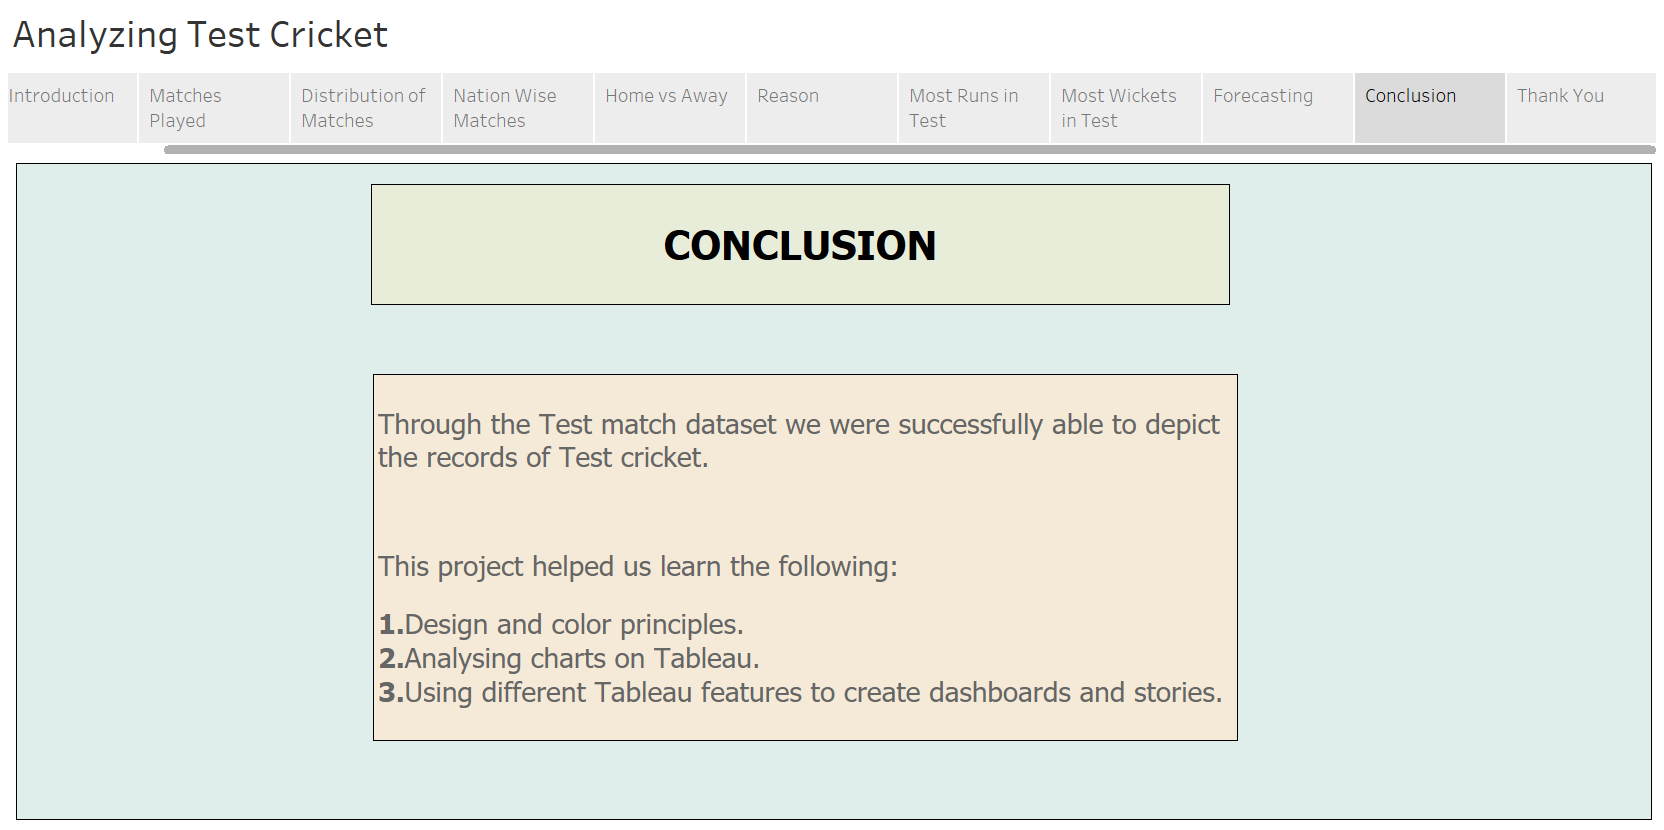 Analyzing Test Cricket
Introduction
Matches
Played
Distribution of
Matches
Nation Wise
Matches
Home vs Away
Reason
Most Runs in
Test
Most Wickets
in Test
Forecasting
Conclusion
Thank You
CONCLUSION
Through the Test match dataset we were successfully able to depict
the records of Test cricket.
This project helped us learn the following:
1.Design and color principles.
2.Analysing charts on Tableau.
3.Using different Tableau features to create dashboards and stories.